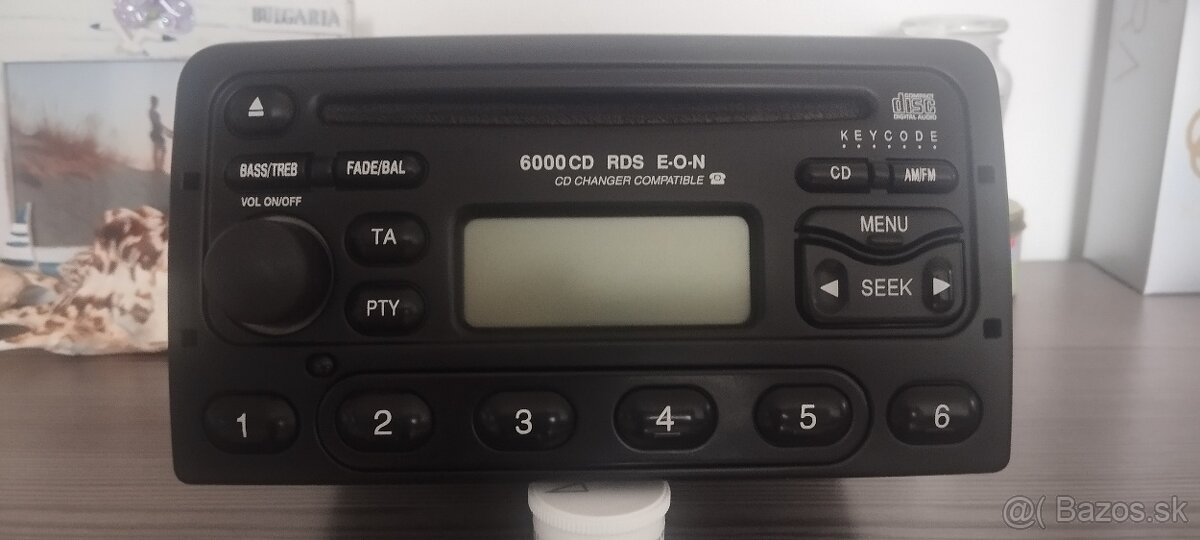 BULGARIA
COMPACT
disc
DIGITAL AUDIO
KEYCODE
BASS/TREB
FADE/BAL
6000CD RDS E-O-N
CD CHANGER COMPATIBLE
CD
AM/FM
VOL ON/OFF
TA
MENU
PTY
SEEK
1
2
3
4
5
6
@( Bazos.sk